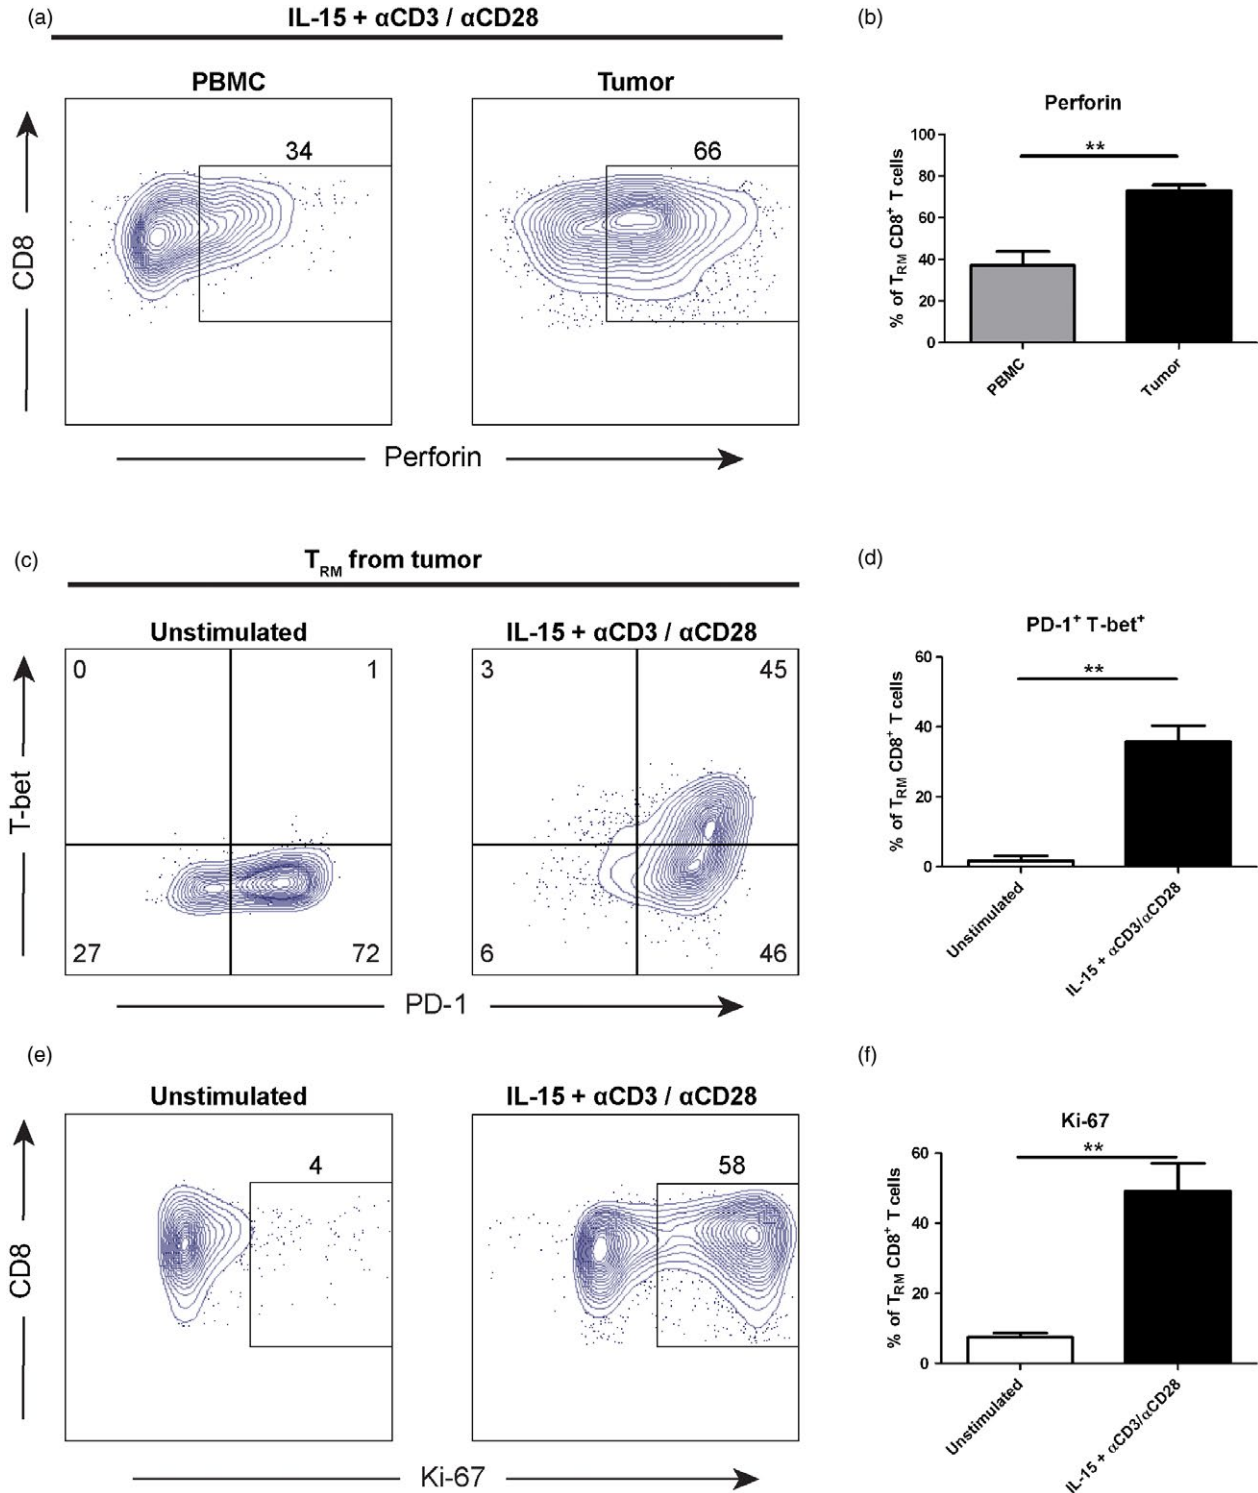 (a)
IL-15 + αCD3 / αCD28
(b)
PBMC
Tumor
34
66
CD8
Perforin
Perforin
100
80
60
40
20
0
% of TRM CD8+ T cells
**
PBMC
Tumor
(c)
TRM from tumor
(d)
Unstimulated
IL-15 + αCD3 / αCD28
0
1
27
72
3
45
6
46
T-bet
PD-1
PD-1+ T-bet+
60
40
20
0
% of TRM CD8+ T cells
**
Unstimulated
IL-15 + αCD3/αCD28
(e)
(f)
Unstimulated
IL-15 + αCD3 / αCD28
4
58
CD8
Ki-67
Ki-67
60
40
20
0
% of TRM CD8+ T cells
**
Unstimulated
IL-15 + αCD3/αCD28